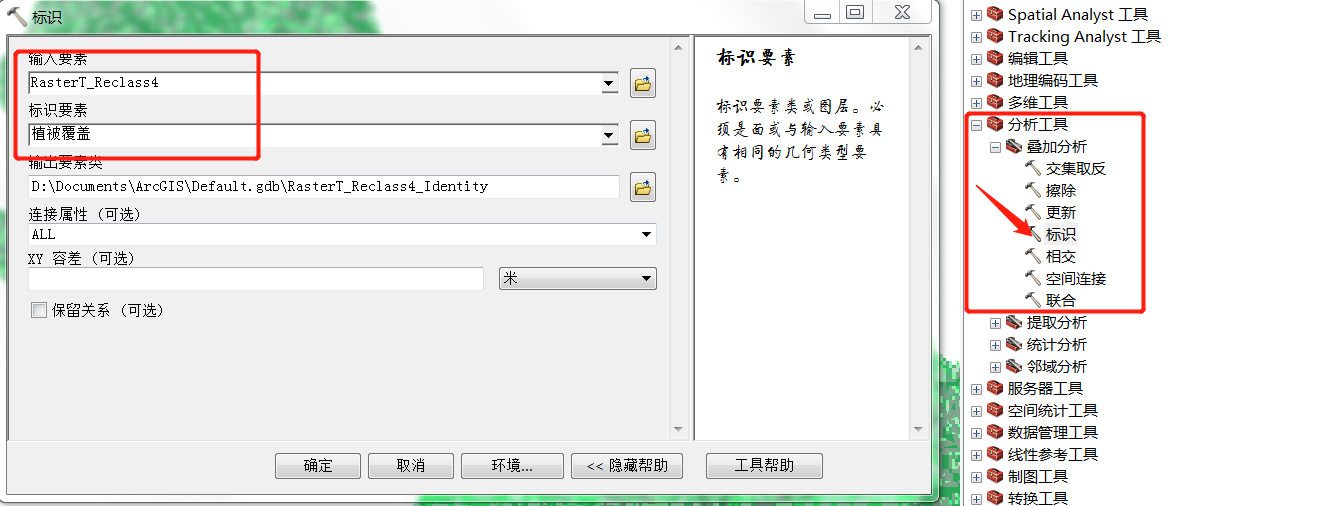 标识
输入要素
RasterT_Reclass4
标识要素
植被覆盖
输出要素类
D:\Documents\ArcGIS\Default.gdb\RasterT_Reclass4_Identity
连接属性 (可选)
ALL
XY 容差 (可选)
米
保留关系 (可选)
确定
取消
环境...
<< 隐藏帮助
工具帮助
标识要素
标识要素类或图层。必
须是面或与输入要素具
有相同的几何类型要
素。
Spatial Analyst 工具
Tracking Analyst 工具
编辑工具
地理编码工具
多维工具
分析工具
叠加分析
交集取反
擦除
更新
标识
相交
空间连接
联合
提取分析
统计分析
邻域分析
服务器工具
空间统计工具
数据管理工具
线性参考工具
制图工具
转换工具